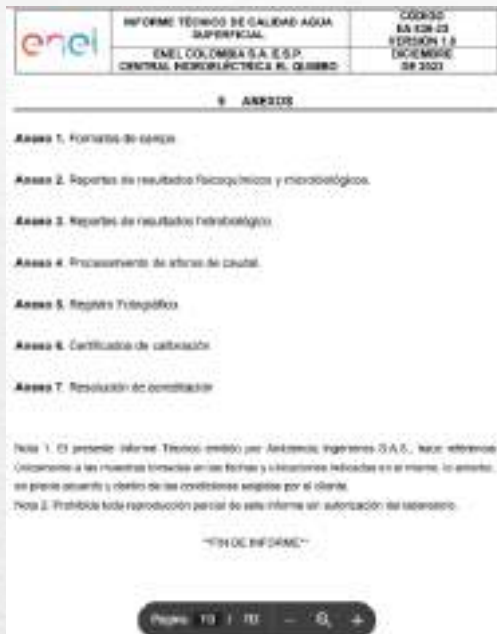 enel
INFORME TÉCNICO DE CALIDAD AGUA
SUPERFICIAL
ENEL COLOMBIA S.A. E.S.P.
CENTRAL HIDROELÉCTRICA EL QUIMBO
CÓDIGO
VERSIÓN 1.0
DICIEMBRE
DE 2023
9 ANEXOS
Anexo 1. Formatos de campo.
Anexo 2. Reportes de resultados fisicoquímicos y microbiológicos.
Anexo 3. Reportes de resultados hidrobiológico.
Anexo 4. Procesamiento de aforos de caudal.
Anexo 5. Registro Fotográfico.
Anexo 6. Certificados de calibración
Anexo 7. Resolución de acreditación
Nota 1. El presente Informe Técnico emitido por Ingenieros S.A.S., hace referencia
únicamente a las muestras tomadas en las fechas y ubicaciones indicadas en el mismo, lo anterior,
en previo acuerdo y dentro de las condiciones exigidas por el cliente.
Nota 2. Prohibida toda reproducción parcial de este informe sin autorización del laboratorio.
**FIN DE INFORME**
Página /